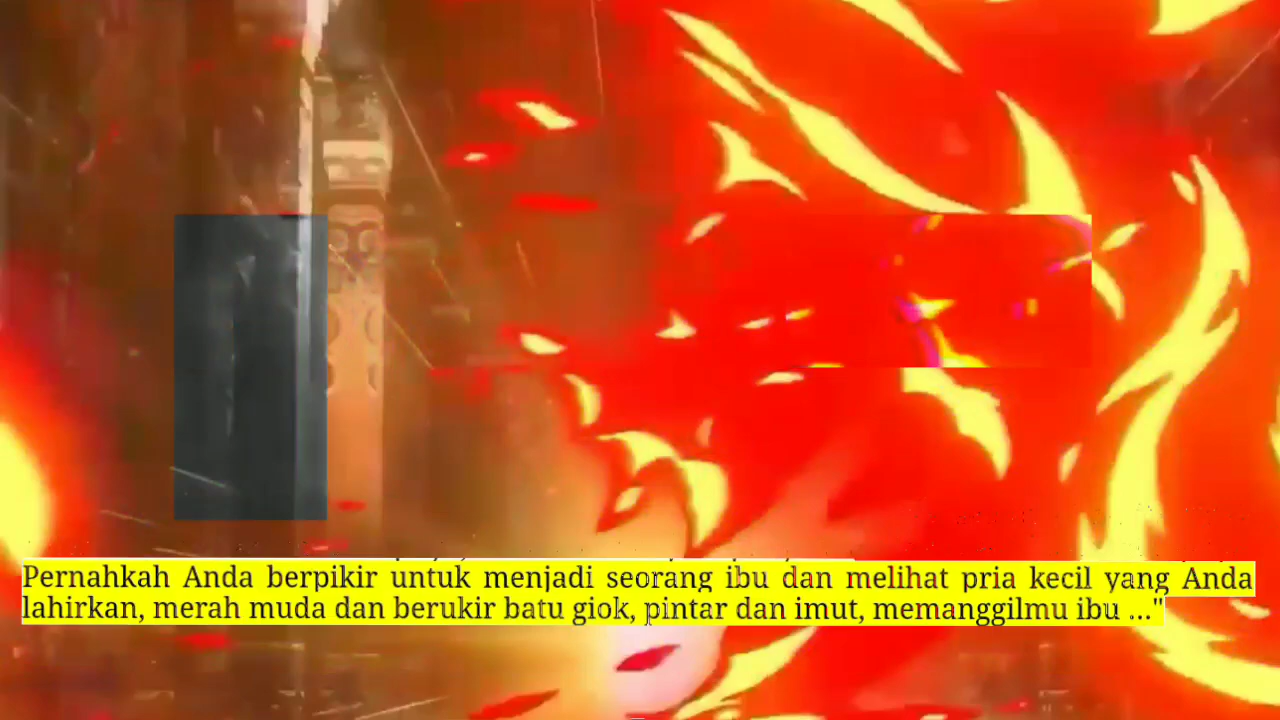 Pernahkah Anda berpikir untuk menjadi seorang ibu dan melihat pria kecil yang Anda
lahirkan, merah muda dan berukir batu giok, pintar dan imut, memanggilmu ibu ..."